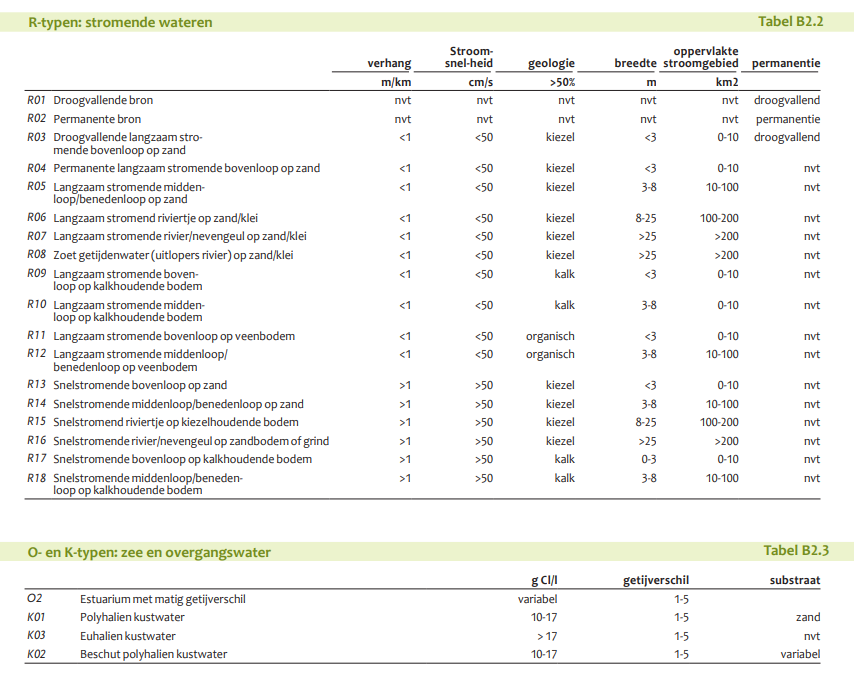 R-typen: stromende wateren Tabel B2.2
verhang Stroom-snel-heid geologie breedte oppervlakte stroomgebied permanentie
m/km cm/s >50% m km2
R01 Droogvallende bron nvt nvt nvt nvt nvt droogvallend
R02 Permanente bron nvt nvt nvt nvt nvt permanentie
R03 Droogvallende langzaam stro- <1 <50 kiezel <3 0-10 droogvallend
mende bovenloop op zand
R04 Permanente langzaam stromende bovenloop op zand <1 <50 kiezel <3 0-10 nvt
R05 Langzaam stromende midden- <1 <50 kiezel 3-8 10-100 nvt
loop/benedenloop op zand
R06 Langzaam stromend riviertje op zand/klei <1 <50 kiezel 8-25 100-200 nvt
R07 Langzaam stromende rivier/nevengeul op zand/klei <1 <50 kiezel >25 >200 nvt
R08 Zoet getijdenwater (uitlopers rivier) op zand/klei <1 <50 kiezel >25 >200 nvt
R09 Langzaam stromende boven- <1 <50 kalk <3 0-10 nvt
loop op kalkhoudende bodem
R10 Langzaam stromende midden- <1 <50 kalk 3-8 0-10 nvt
loop op kalkhoudende bodem
R11 Langzaam stromende bovenloop op veenbodem <1 <50 organisch <3 0-10 nvt
R12 Langzaam stromende middenloop/ <1 <50 organisch 3-8 10-100 nvt
benedenloop op veenbodem
R13 Snelstromende bovenloop op zand >1 >50 kiezel <3 0-10 nvt
R14 Snelstromende middenloop/benedenloop op zand >1 >50 kiezel 3-8 10-100 nvt
R15 Snelstromend riviertje op kiezelhoudende bodem >1 >50 kiezel 8-25 100-200 nvt
R16 Snelstromende rivier/nevengeul op zandbodem of grind >1 >50 kiezel >25 >200 nvt
R17 Snelstromende bovenloop op kalkhoudende bodem >1 >50 kalk 0-3 0-10 nvt
R18 Snelstromende middenloop/beneden- >1 >50 kalk 3-8 10-100 nvt
loop op kalkhoudende bodem
O- en K-typen: zee en overgangswater Tabel B2.3
g Cl/l getijverschil substraat
O2 Estuarium met matig getijverschil variabel 1-5
K01 Polyhalien kustwater 10-17 1-5 zand
K03 Euhalien kustwater > 17 1-5 nvt
K02 Beschut polyhalien kustwater 10-17 1-5 variabel